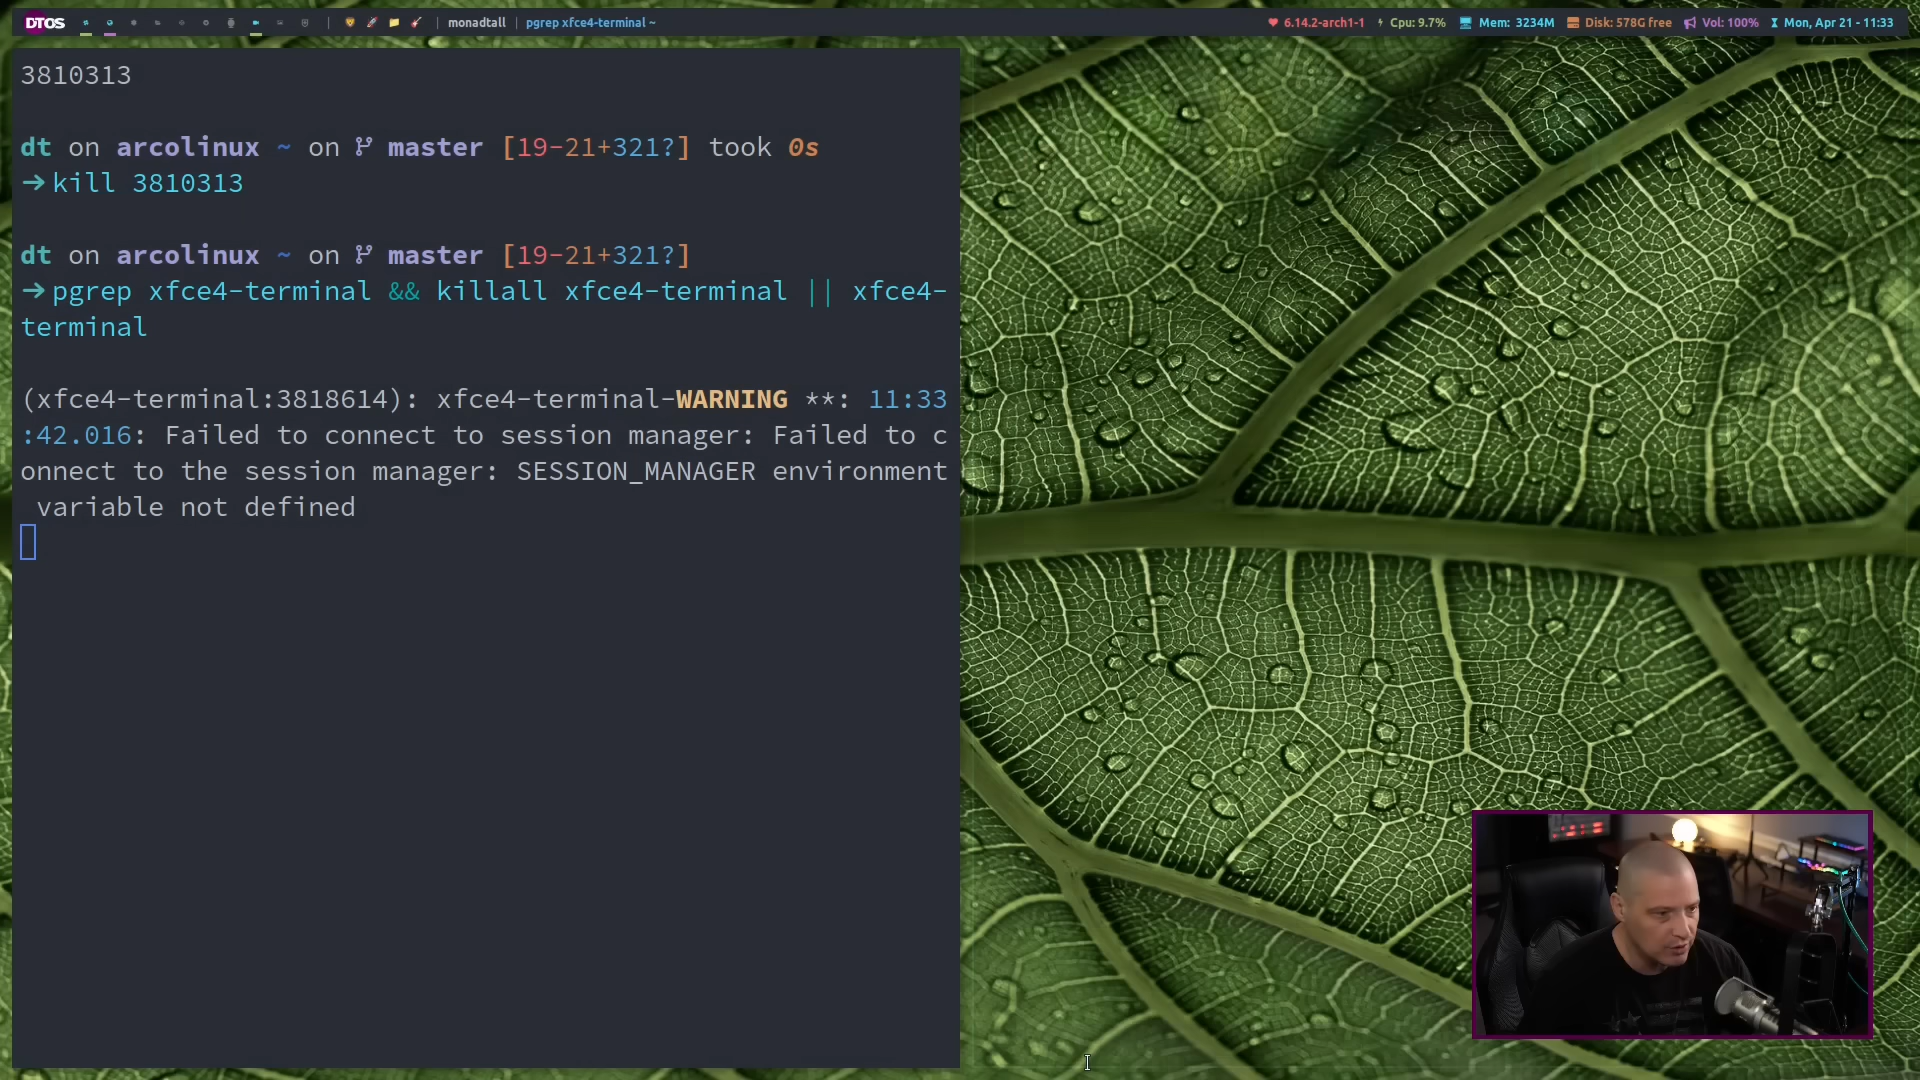 DTOS | monadtall | pgrep xfce4-terminal ~ 6.14.2-arch1-1 Cpu: 9.7% Mem: 3234M Disk: 578G free Vol: 100% Mon, Apr 21 - 11:33
3810313
dt on arcolinux ~ on master [19-21+321?] took 0s
→kill 3810313
dt on arcolinux ~ on master [19-21+321?]
→pgrep xfce4-terminal && killall xfce4-terminal || xfce4-
terminal
(xfce4-terminal:3818614): xfce4-terminal-WARNING **: 11:33
:42.016: Failed to connect to session manager: Failed to c
onnect to the session manager: SESSION_MANAGER environment
 variable not defined